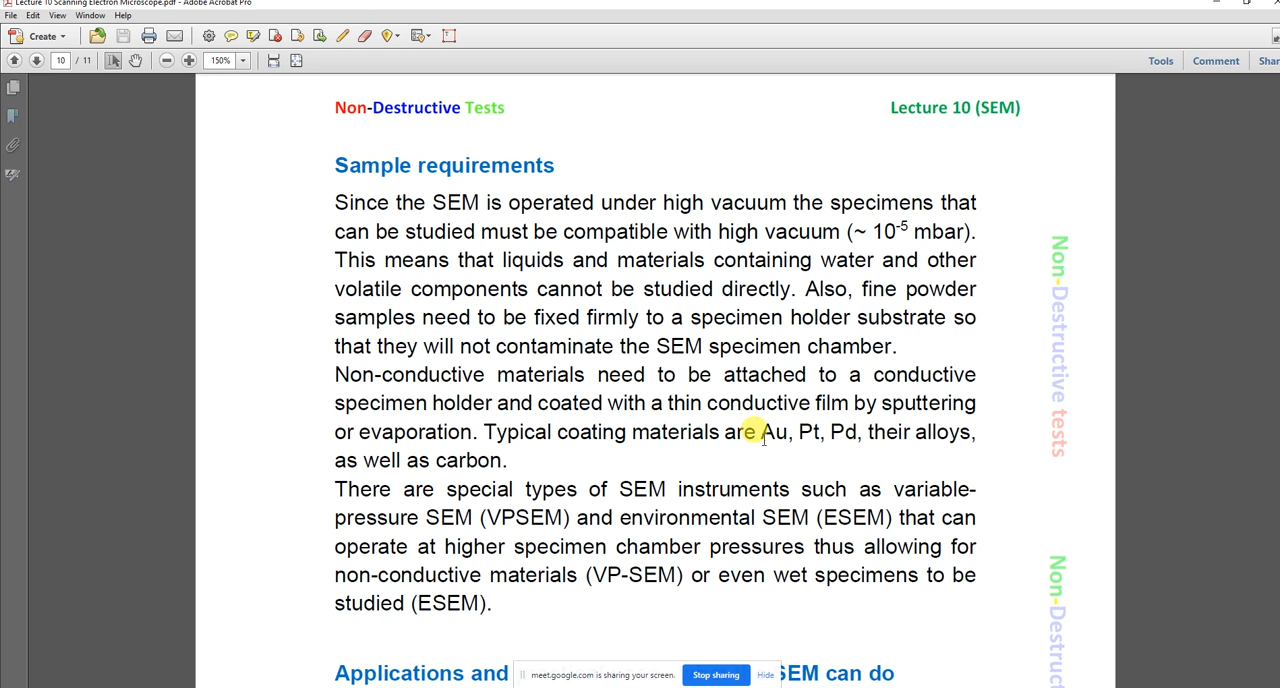 Lecture 10 Scanning Electron Microscope.pdf - Adobe Acrobat Pro
File Edit View Window Help
Create
10 / 11 150% Tools Comment
Non-Destructive Tests Lecture 10 (SEM)
Sample requirements
Since the SEM is operated under high vacuum the specimens that
can be studied must be compatible with high vacuum (~ 10⁻⁵ mbar).
This means that liquids and materials containing water and other
volatile components cannot be studied directly. Also, fine powder
samples need to be fixed firmly to a specimen holder substrate so
that they will not contaminate the SEM specimen chamber.
Non-conductive materials need to be attached to a conductive
specimen holder and coated with a thin conductive film by sputtering
or evaporation. Typical coating materials are Au, Pt, Pd, their alloys,
as well as carbon.
There are special types of SEM instruments such as variable-
pressure SEM (VPSEM) and environmental SEM (ESEM) that can
operate at higher specimen chamber pressures thus allowing for
non-conductive materials (VP-SEM) or even wet specimens to be
studied (ESEM).
Non-Destructive tests
Applications and SEM can do
meet.google.com is sharing your screen. Stop sharing Hide